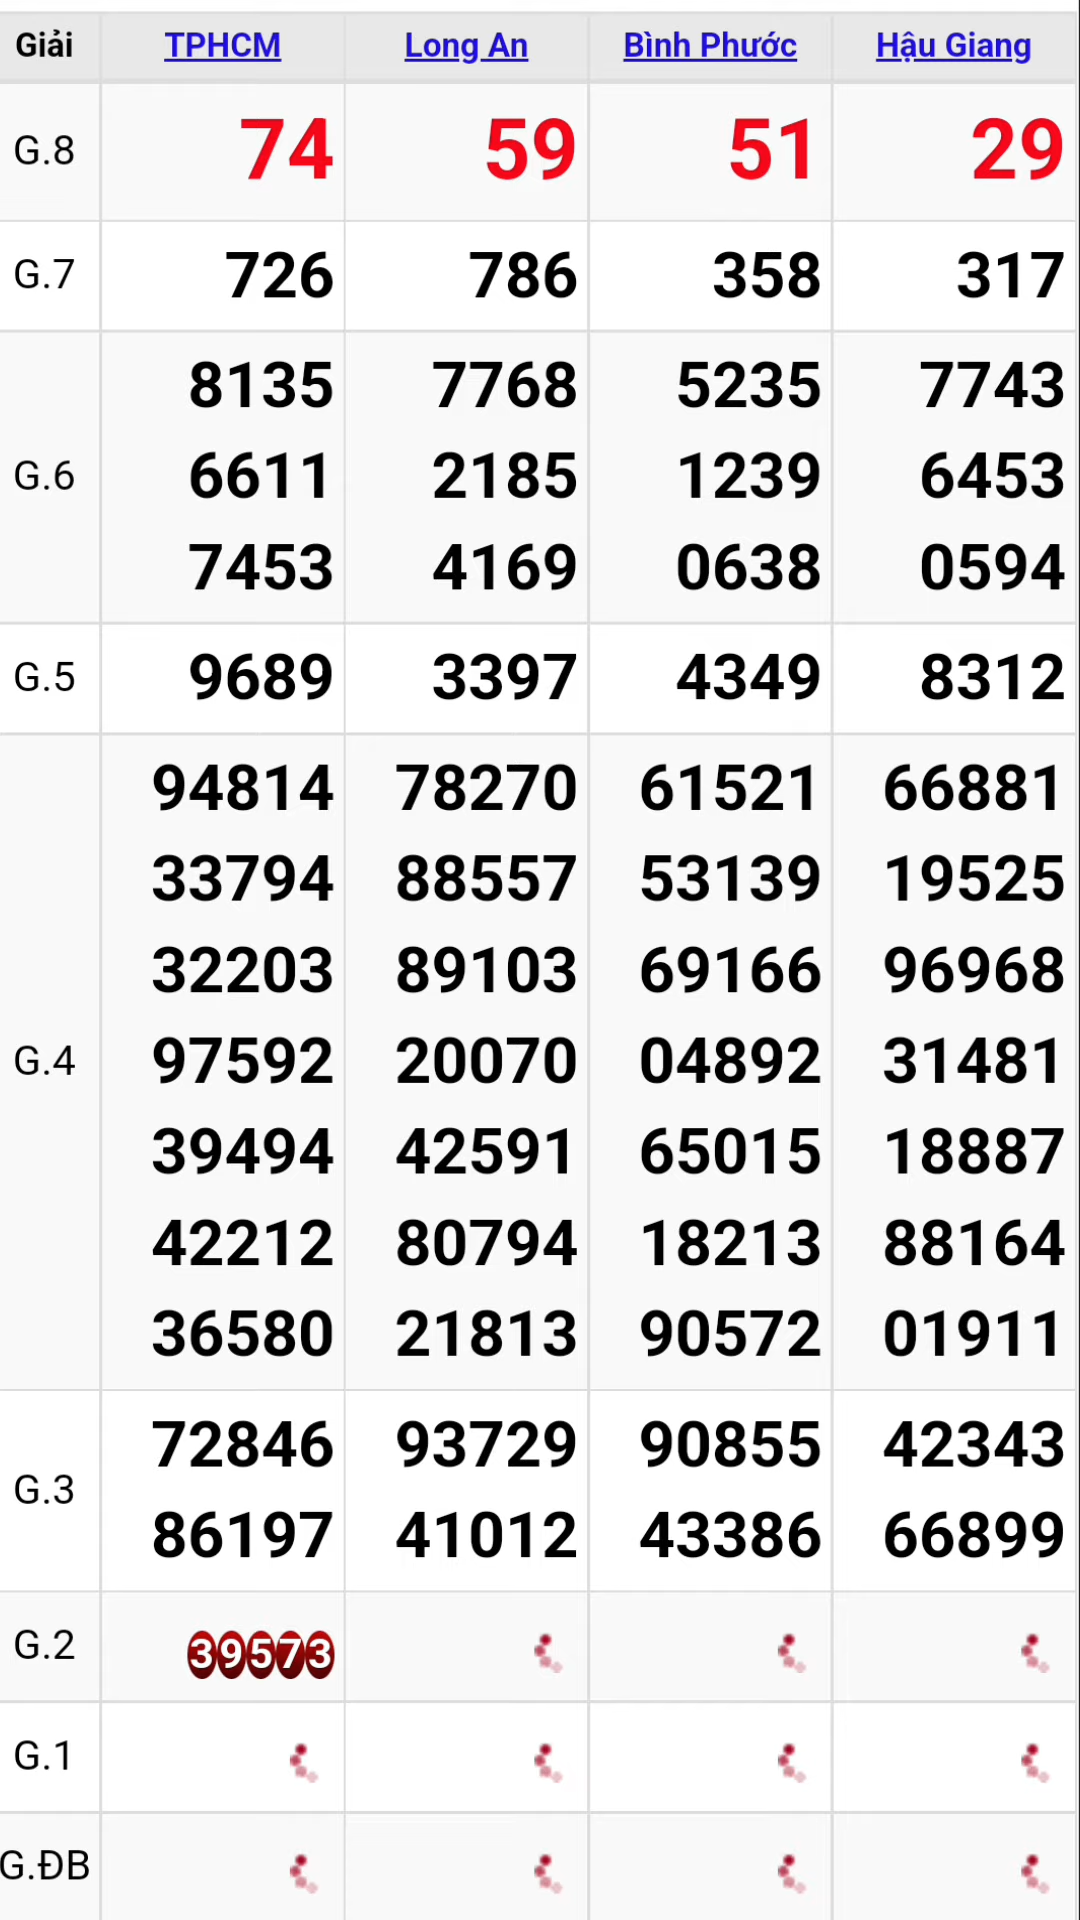 Giải TPHCM Long An Bình Phước Hậu Giang
G.8 74 59 51 29
G.7 726 786 358 317
8135 7768 5235 7743
G.6 6611 2185 1239 6453
7453 4169 0638 0594
G.5 9689 3397 4349 8312
94814 78270 61521 66881
33794 88557 53139 19525
32203 89103 69166 96968
G.4 97592 20070 04892 31481
39494 42591 65015 18887
42212 80794 18213 88164
36580 21813 90572 01911
72846 93729 90855 42343
G.3
86197 41012 43386 66899
G.2 39573
G.1
G.ĐB